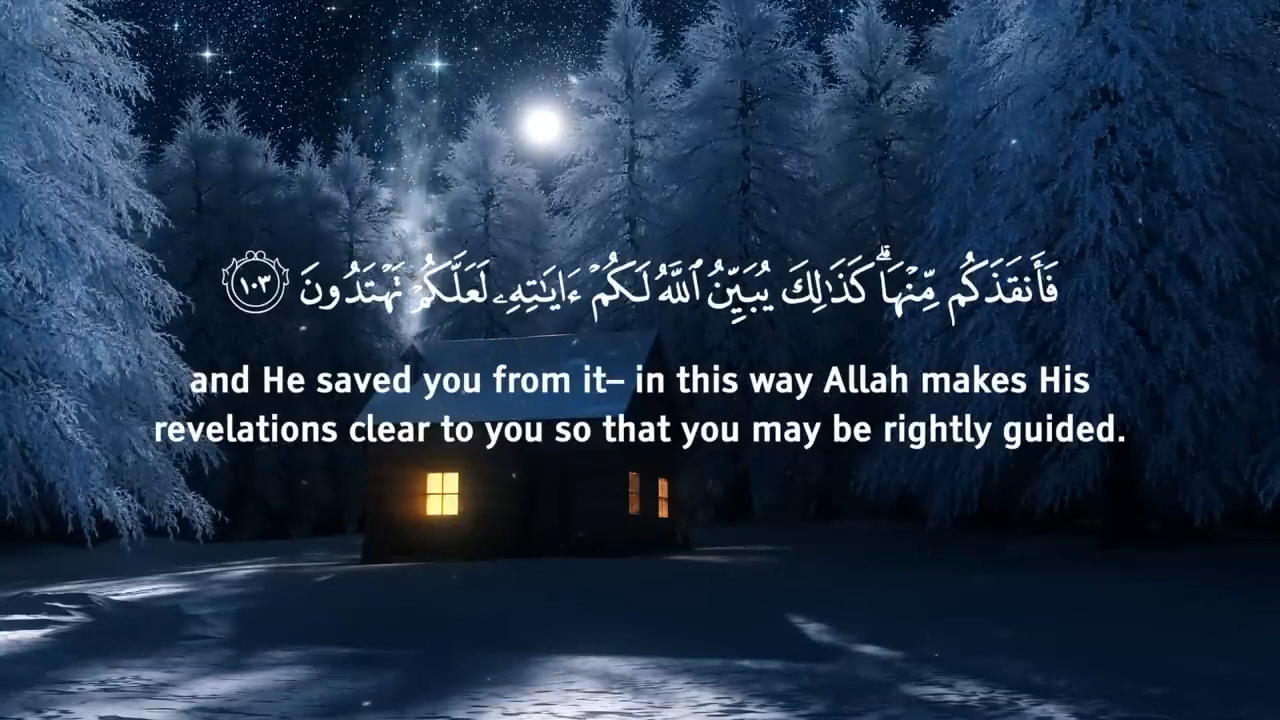 فَأَنقَذَكُم مِّنْهَاۗ كَذَٰلِكَ يُبَيِّنُ ٱللَّهُ لَكُمْ ءَايَـٰتِهِۦ لَعَلَّكُمْ تَهْتَدُونَ ١٠٣
and He saved you from it– in this way Allah makes His
revelations clear to you so that you may be rightly guided.